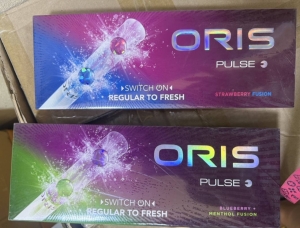 ORIS
PULSE
▸SWITCH ON◂
REGULAR TO FRESH
STRAWBERRY FUSION
ORIS
PULSE
▸SWITCH ON◂
REGULAR TO FRESH
BLUEBERRY +
MENTHOL FUSION